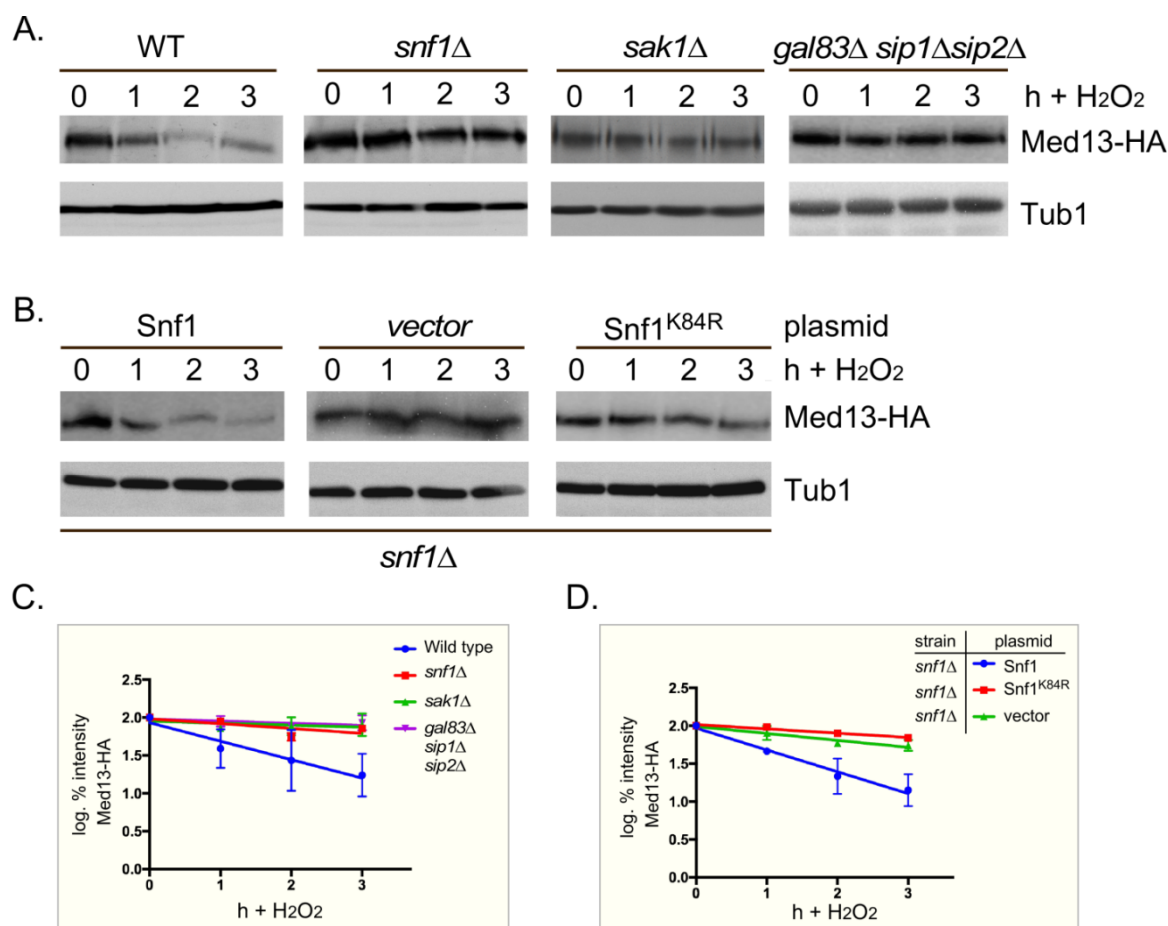 A.
WT snf1Δ sak1Δ gal83Δ sip1Δsip2Δ
0 1 2 3 0 1 2 3 0 1 2 3 0 1 2 3 h + H2O2
Med13-HA
Tub1
B.
Snf1 vector Snf1K84R plasmid
0 1 2 3 0 1 2 3 0 1 2 3 h + H2O2
Med13-HA
Tub1
snf1Δ
C.
Wild type
snf1Δ
sak1Δ
gal83Δ
sip1Δ
sip2Δ
log. % intensity
Med13-HA
2.5
2.0
1.5
1.0
0.5
0.0
0 1 2 3
h + H2O2
D.
strain plasmid
snf1Δ Snf1
snf1Δ Snf1K84R
snf1Δ vector
log. % intensity
Med13-HA
2.5
2.0
1.5
1.0
0.5
0.0
0 1 2 3
h + H2O2